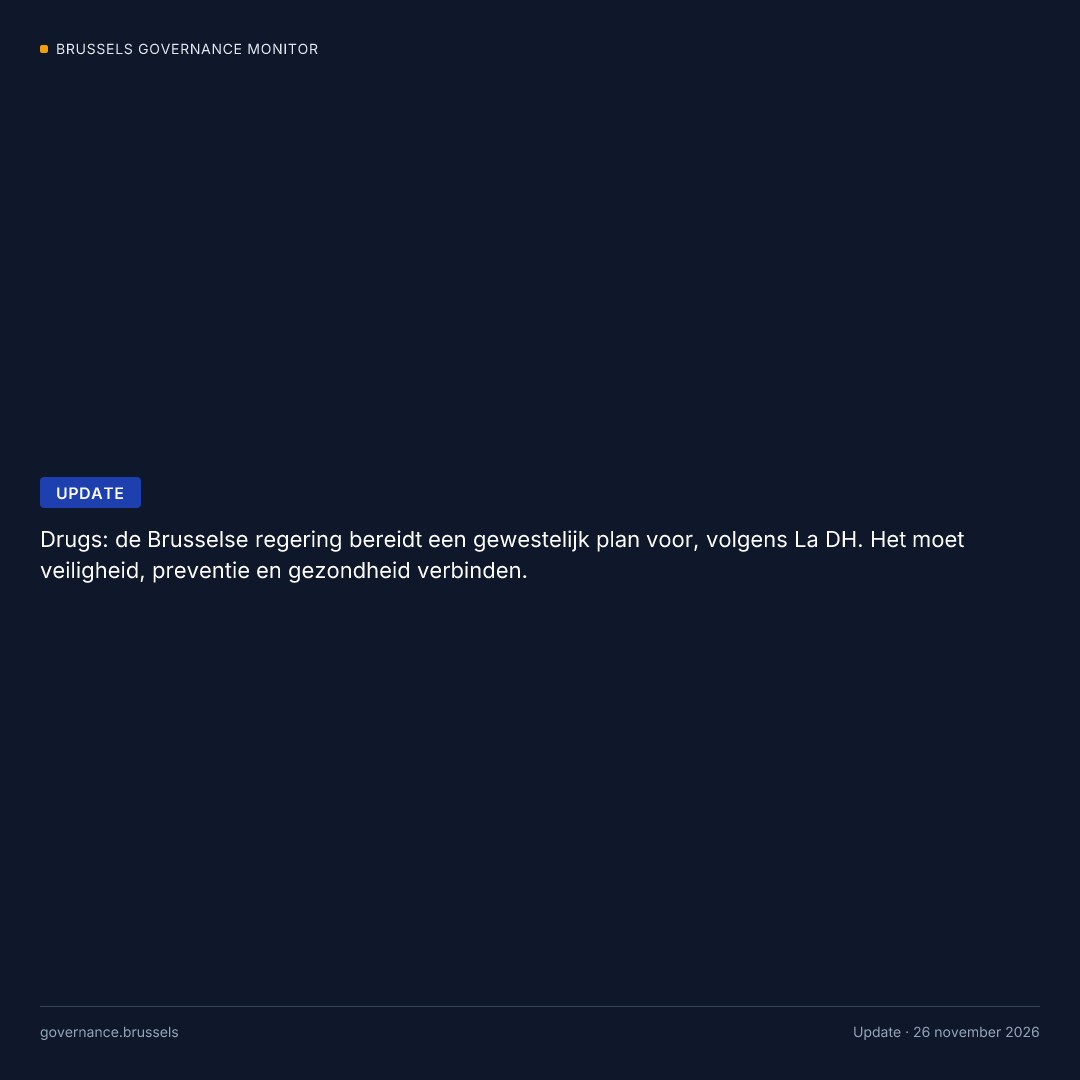 BRUSSELS GOVERNANCE MONITOR
UPDATE
Drugs: de Brusselse regering bereidt een gewestelijk plan voor, volgens La DH. Het moet
veiligheid, preventie en gezondheid verbinden.
governance.brussels
Update · 26 november 2026